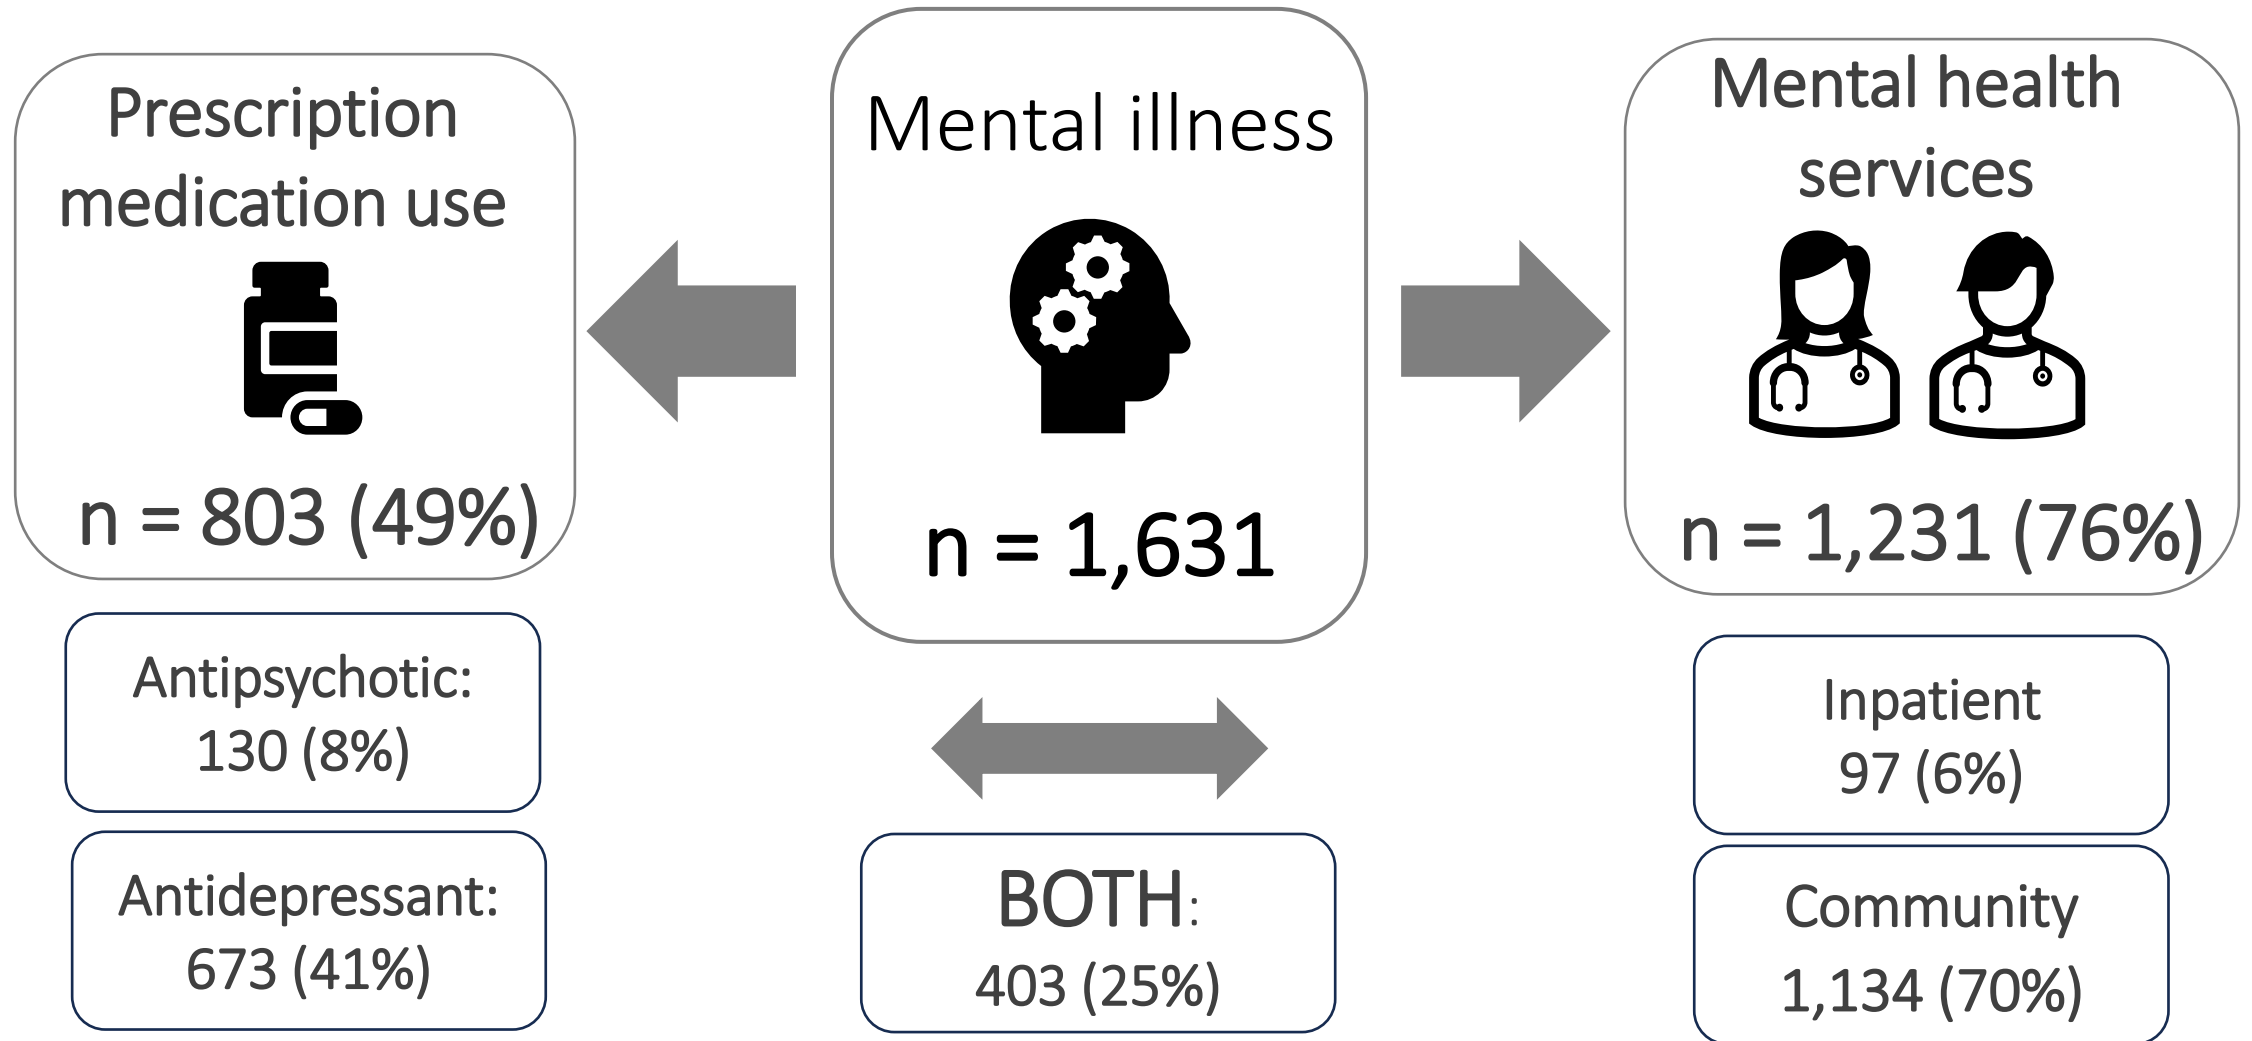 Prescription
medication use
n = 803 (49%)
Antipsychotic:
130 (8%)
Antidepressant:
673 (41%)
Mental illness
n = 1,631
BOTH:
403 (25%)
Mental health
services
n = 1,231 (76%)
Inpatient
97 (6%)
Community
1,134 (70%)